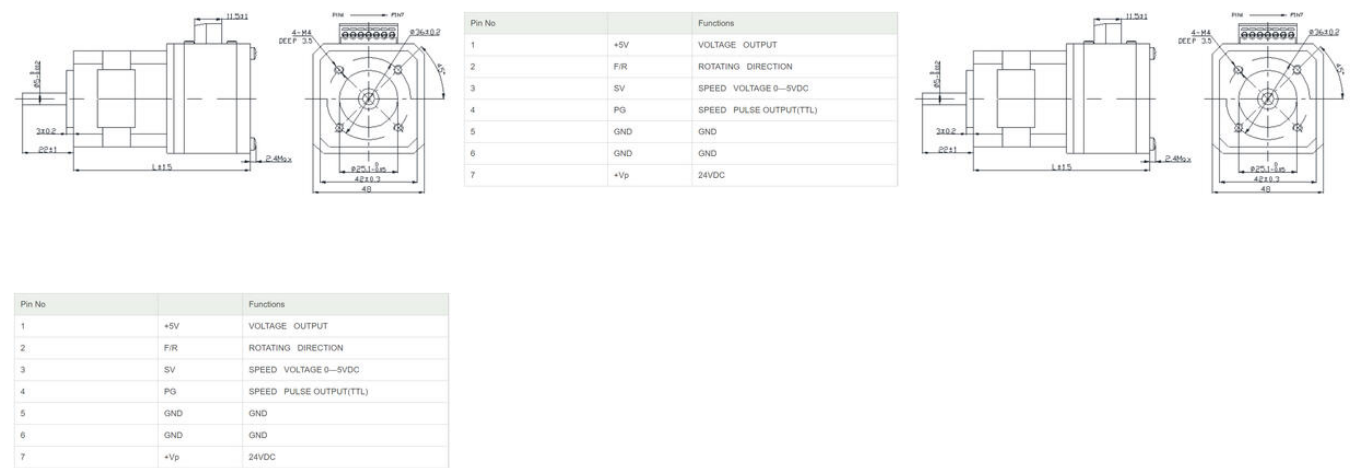 11.5±1
PIN1 PIN7
4-M4
DEEP 3.5
Ø36±0.2
45°
3±0.2
22±1
L±1.5
2.4Max
42±0.3
48
Pin No Functions
1 +5V VOLTAGE OUTPUT
2 F/R ROTATING DIRECTION
3 SV SPEED VOLTAGE 0—5VDC
4 PG SPEED PULSE OUTPUT(TTL)
5 GND GND
6 GND GND
7 +Vp 24VDC
11.5±1
PIN1 PIN7
4-M4
DEEP 3.5
Ø36±0.2
45°
3±0.2
22±1
L±1.5
2.4Max
42±0.3
48
Pin No Functions
1 +5V VOLTAGE OUTPUT
2 F/R ROTATING DIRECTION
3 SV SPEED VOLTAGE 0—5VDC
4 PG SPEED PULSE OUTPUT(TTL)
5 GND GND
6 GND GND
7 +Vp 24VDC